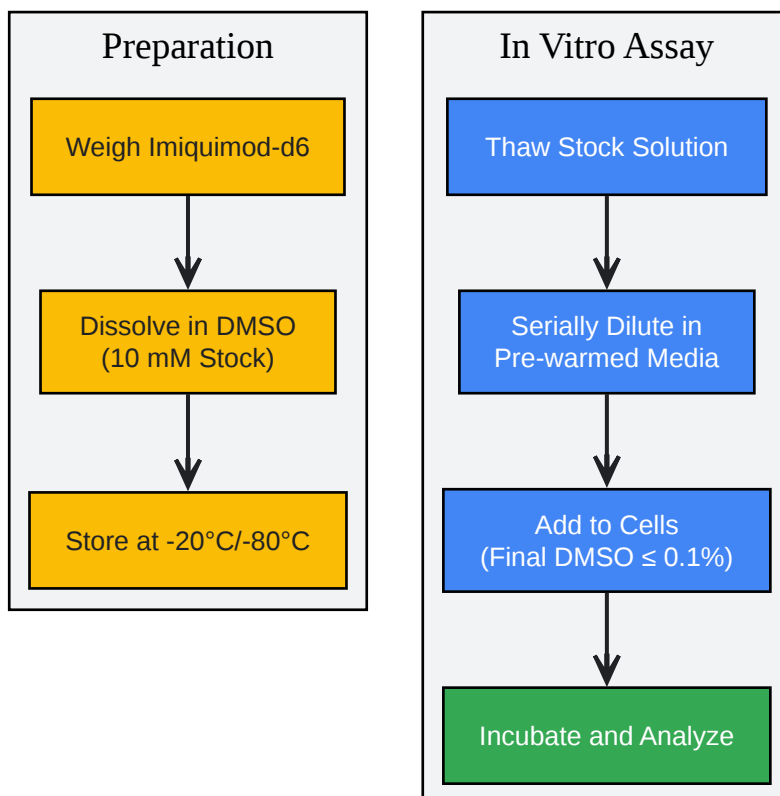 Preparation
Weigh Imiquimod-d6
Dissolve in DMSO
(10 mM Stock)
Store at -20°C/-80°C
In Vitro Assay
Thaw Stock Solution
Serially Dilute in
Pre-warmed Media
Add to Cells
(Final DMSO ≤ 0.1%)
Incubate and Analyze